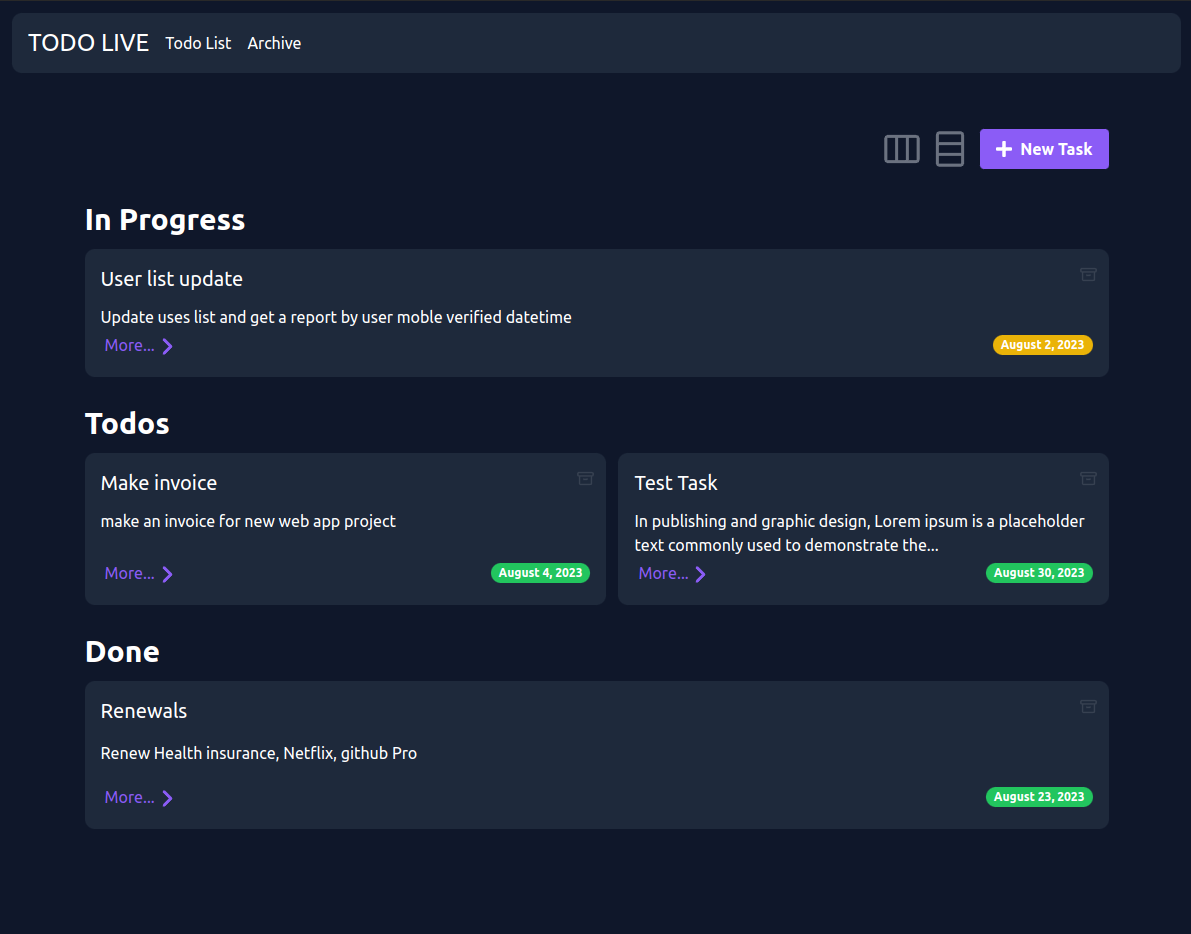 TODO LIVE Todo List Archive
New Task
In Progress
User list update
Update uses list and get a report by user moble verified datetime
More... August 2, 2023
Todos
Make invoice
make an invoice for new web app project
More... August 4, 2023
Test Task
In publishing and graphic design, Lorem ipsum is a placeholder
text commonly used to demonstrate the...
More... August 30, 2023
Done
Renewals
Renew Health insurance, Netflix, github Pro
More... August 23, 2023